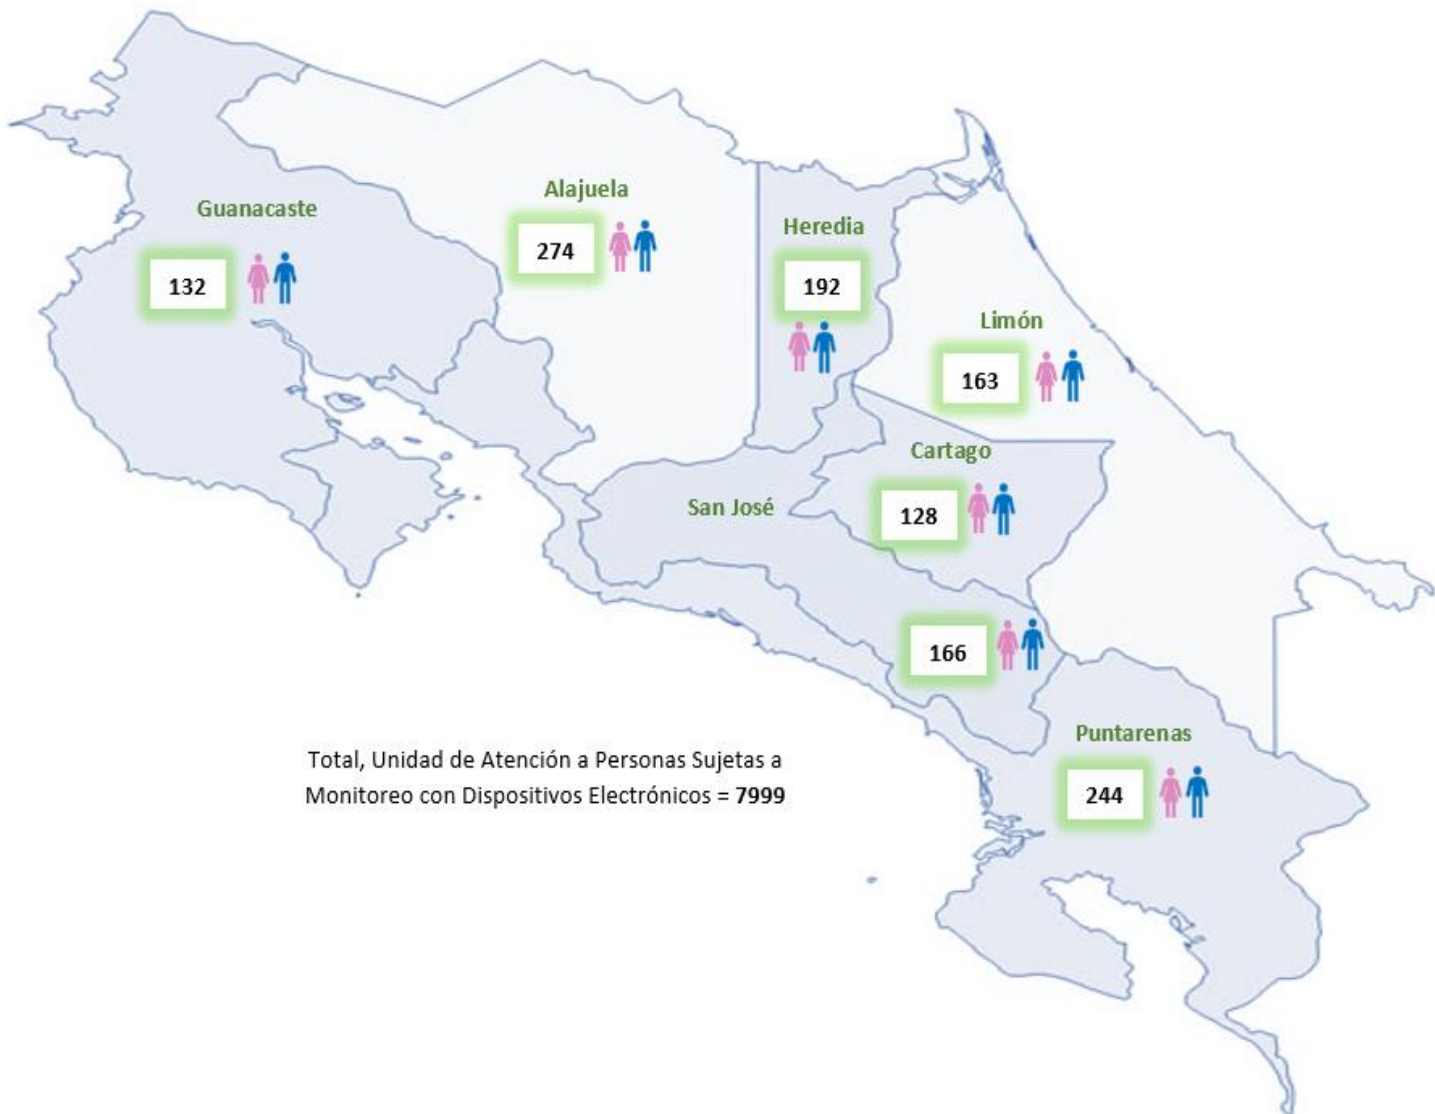 Alajuela
274
Guanacaste
132
Heredia
192
Limón
163
Cartago
128
San José
166
Puntarenas
244
Total, Unidad de Atención a Personas Sujetas a
Monitoreo con Dispositivos Electrónicos = 7999